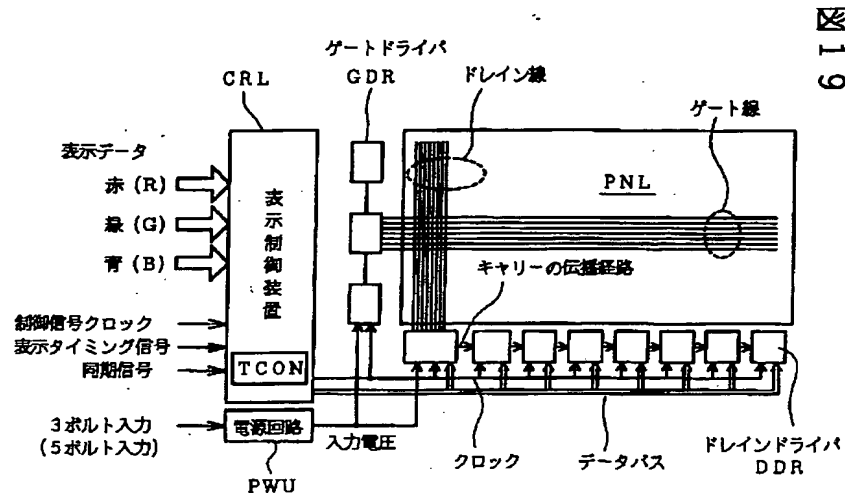 図19
ゲートドライバ
GDR
CRL
ドレイン線
ゲート線
表示データ
赤(R)
緑(G)
青(B)
表示制御装置
PNL
キャリーの伝播経路
制御信号クロック
表示タイミング信号
同期信号
TCON
3ボルト入力
(5ボルト入力)
電源回路
入力電圧
PWU
クロック
データバス
ドレインドライバ
DDR